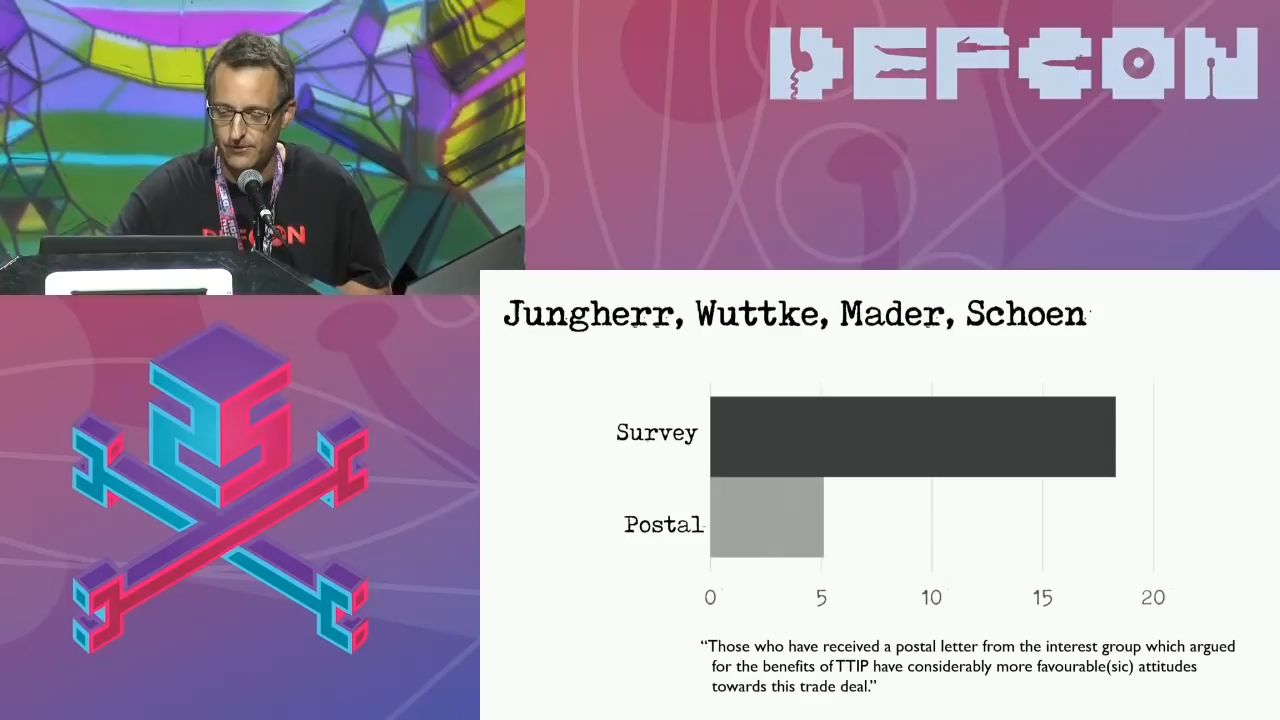 DEFCON
DEFCON
25
Jungherr, Wuttke, Mader, Schoen
Survey
Postal
0 5 10 15 20
“Those who have received a postal letter from the interest group which argued
for the benefits of TTIP have considerably more favourable(sic) attitudes
towards this trade deal.”